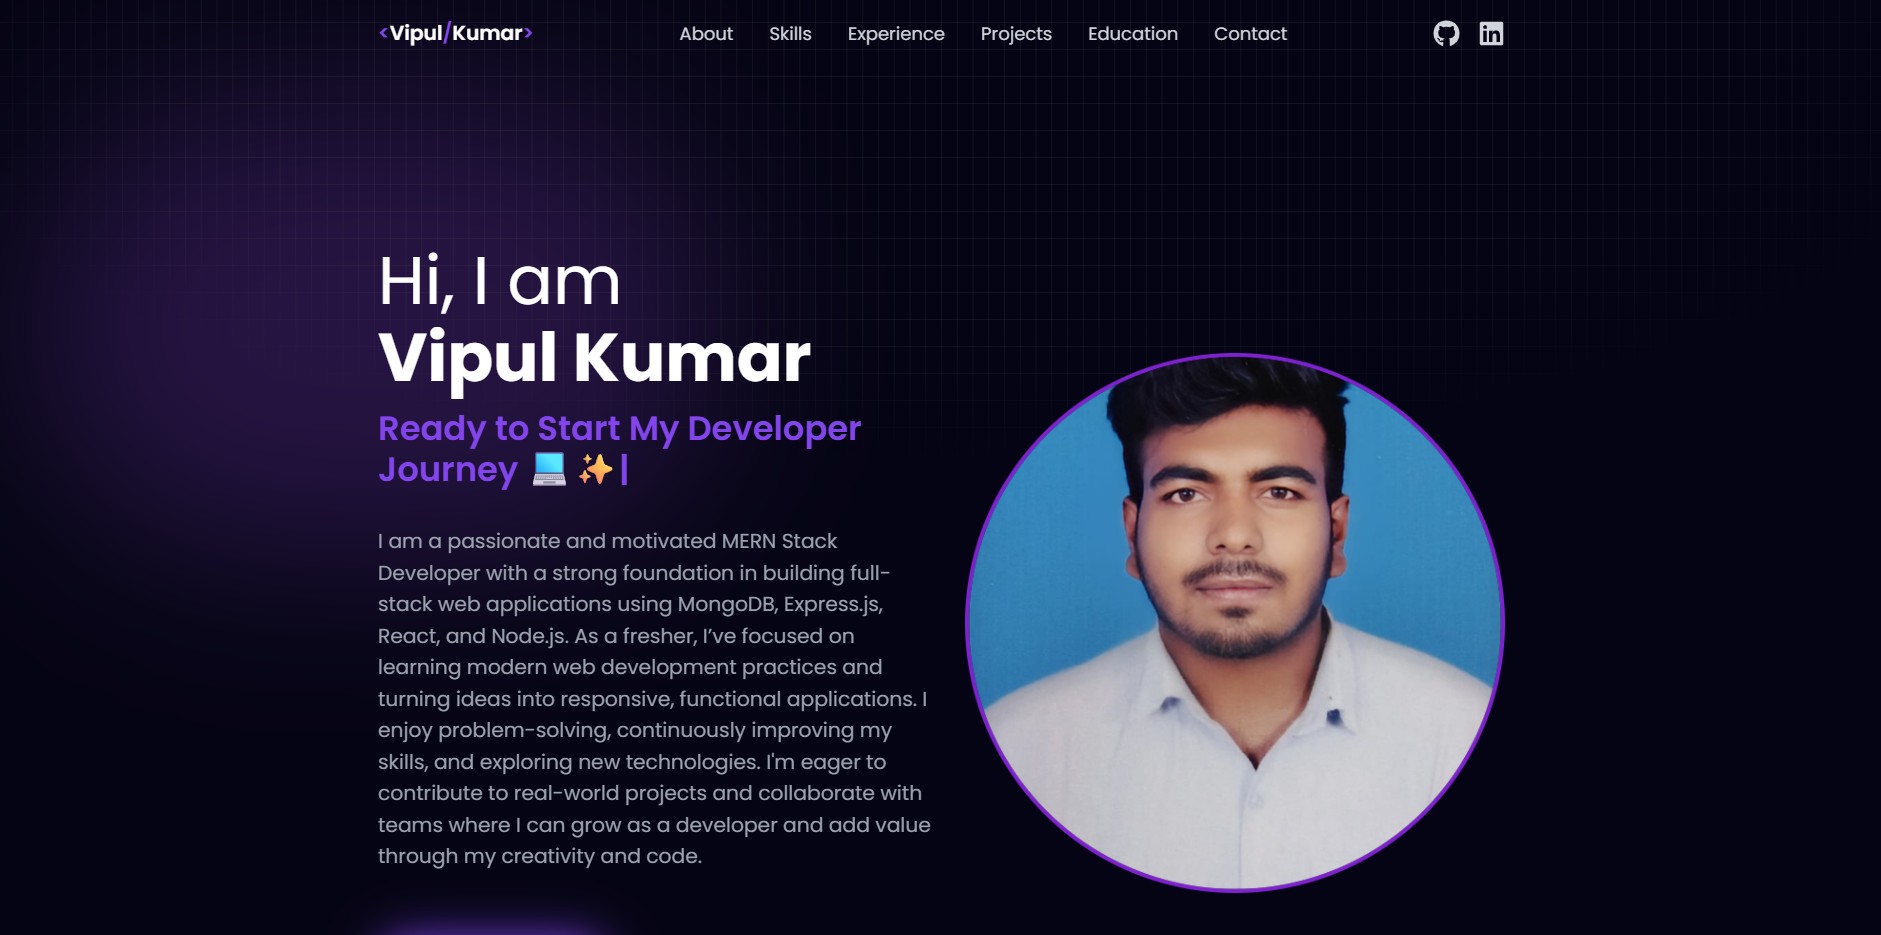 <Vipul/Kumar>
About Skills Experience Projects Education Contact
Hi, I am
Vipul Kumar
Ready to Start My Developer
Journey 💻 ✨|
I am a passionate and motivated MERN Stack
Developer with a strong foundation in building full-
stack web applications using MongoDB, Express.js,
React, and Node.js. As a fresher, I’ve focused on
learning modern web development practices and
turning ideas into responsive, functional applications. I
enjoy problem-solving, continuously improving my
skills, and exploring new technologies. I'm eager to
contribute to real-world projects and collaborate with
teams where I can grow as a developer and add value
through my creativity and code.